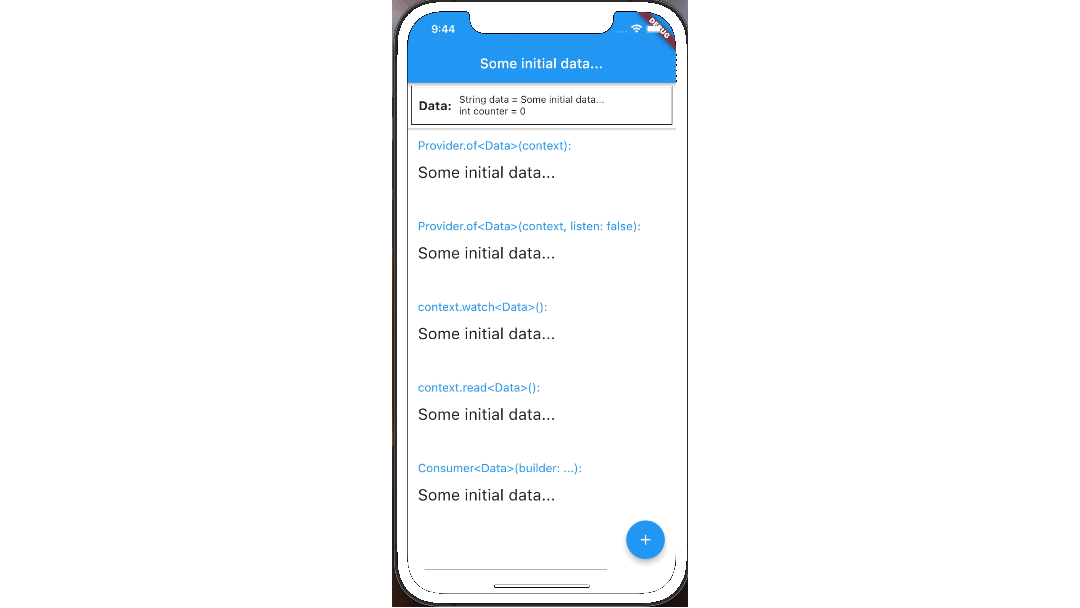 9:44
DEBUG
Some initial data...
Data:
String data = Some initial data...
int counter = 0
Provider.of<Data>(context):
Some initial data...
Provider.of<Data>(context, listen: false):
Some initial data...
context.watch<Data>():
Some initial data...
context.read<Data>():
Some initial data...
Consumer<Data>(builder: ...):
Some initial data...
+